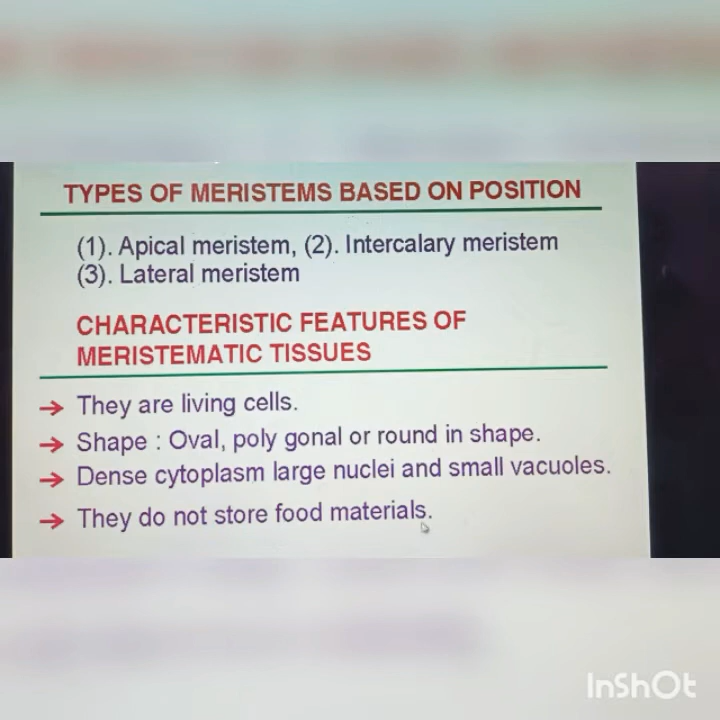 TYPES OF MERISTEMS BASED ON POSITION
(1). Apical meristem, (2). Intercalary meristem
(3). Lateral meristem
CHARACTERISTIC FEATURES OF
MERISTEMATIC TISSUES
→ They are living cells.
→ Shape : Oval, poly gonal or round in shape.
→ Dense cytoplasm large nuclei and small vacuoles.
→ They do not store food materials.
InShOt